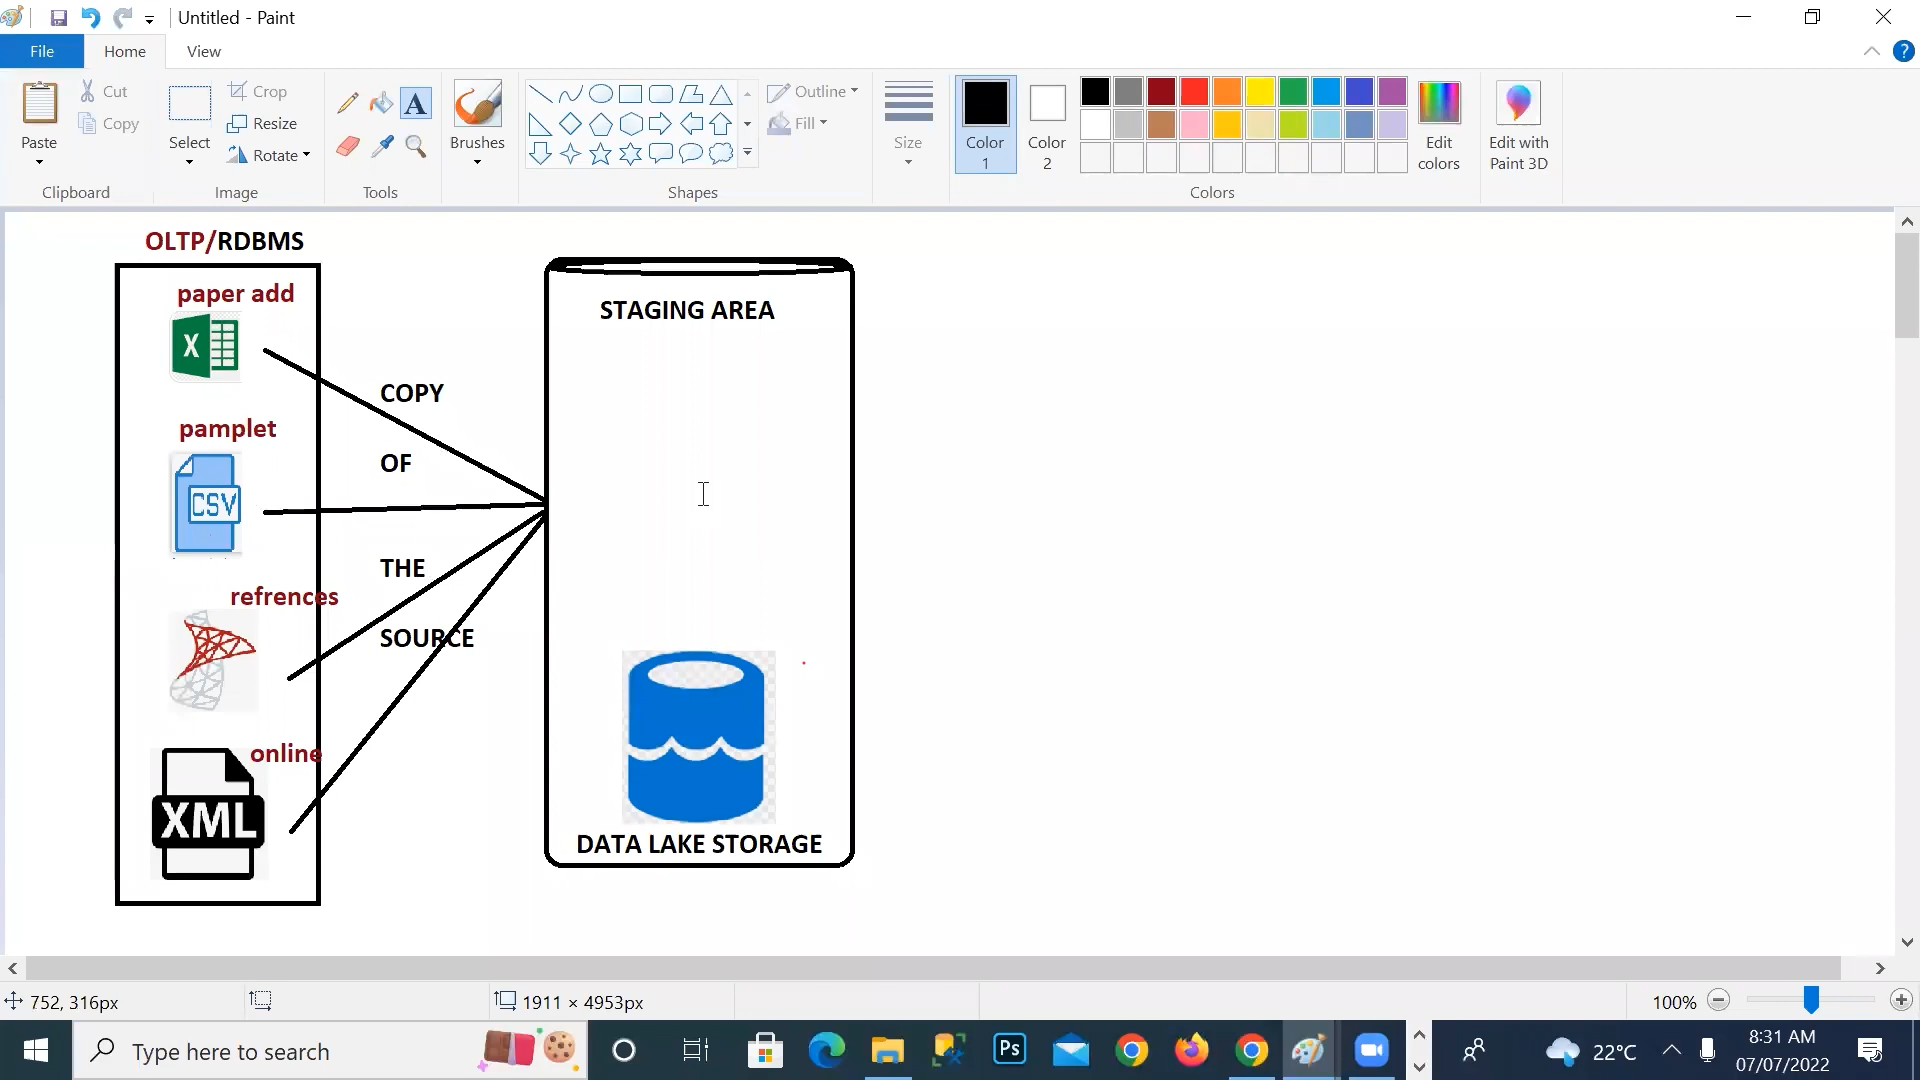 Untitled - Paint
File
Home
View
Paste
Cut
Copy
Clipboard
Select
Crop
Resize
Rotate
Image
A
Tools
Brushes
Shapes
Outline
Fill
Size
Color
1
Color
2
Colors
Edit
colors
Edit with
Paint 3D
?
OLTP/RDBMS
paper add
X
pamplet
CSV
refrences
online
XML
COPY
OF
THE
SOURCE
STAGING AREA
DATA LAKE STORAGE
752, 316px
1911 × 4953px
100%
Type here to search
Ps
22°C
8:31 AM
07/07/2022